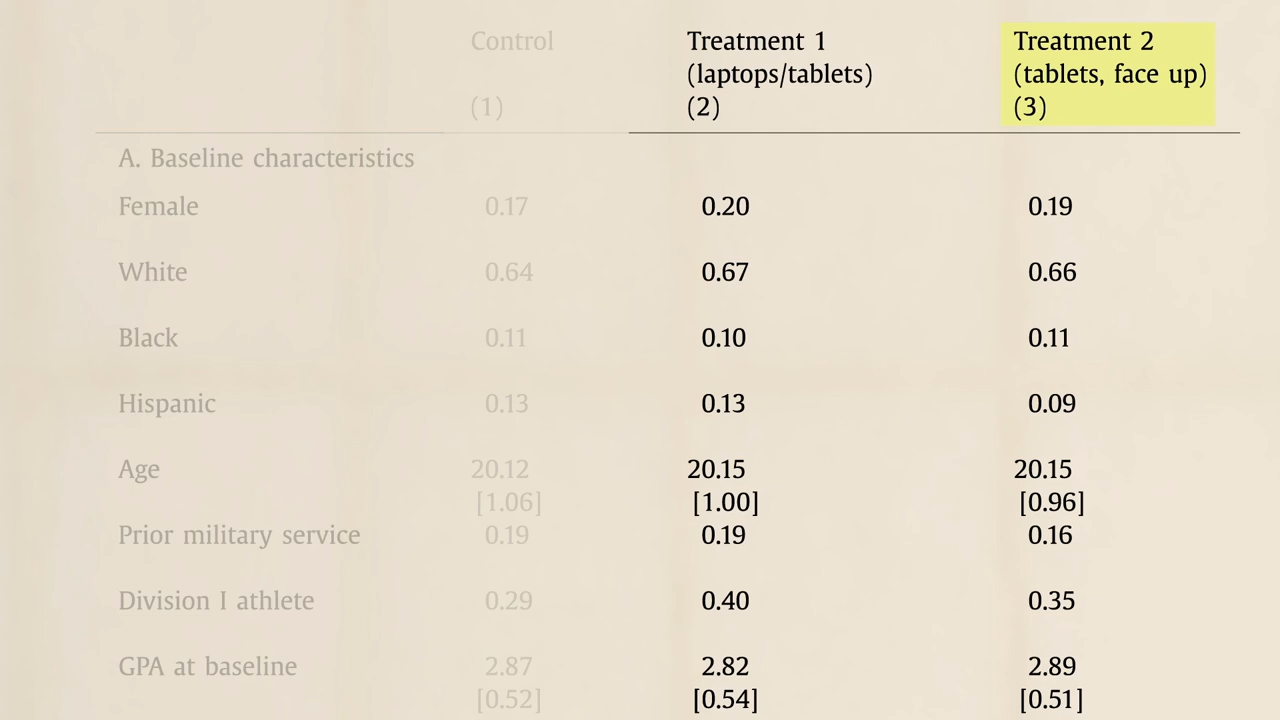 Control Treatment 1 Treatment 2
(laptops/tablets) (tablets, face up)
(1) (2) (3)
A. Baseline characteristics
Female 0.17 0.20 0.19
White 0.64 0.67 0.66
Black 0.11 0.10 0.11
Hispanic 0.13 0.13 0.09
Age 20.12 20.15 20.15
[1.06] [1.00] [0.96]
Prior military service 0.19 0.19 0.16
Division I athlete 0.29 0.40 0.35
GPA at baseline 2.87 2.82 2.89
[0.52] [0.54] [0.51]